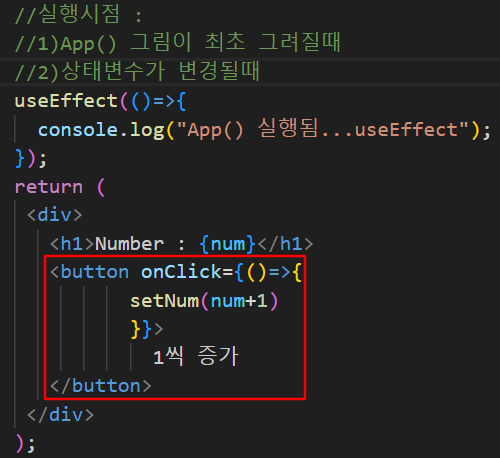 //실행시점 :
//1)App() 그림이 최초 그려질때
//2)상태변수가 변경될때
useEffect(()=>{
console.log("App() 실행됨...useEffect");
});
return (
<div>
<h1>Number : {num}</h1>
<button onClick={()=>{
setNum(num+1)
}}>
1씩 증가
</button>
</div>
);